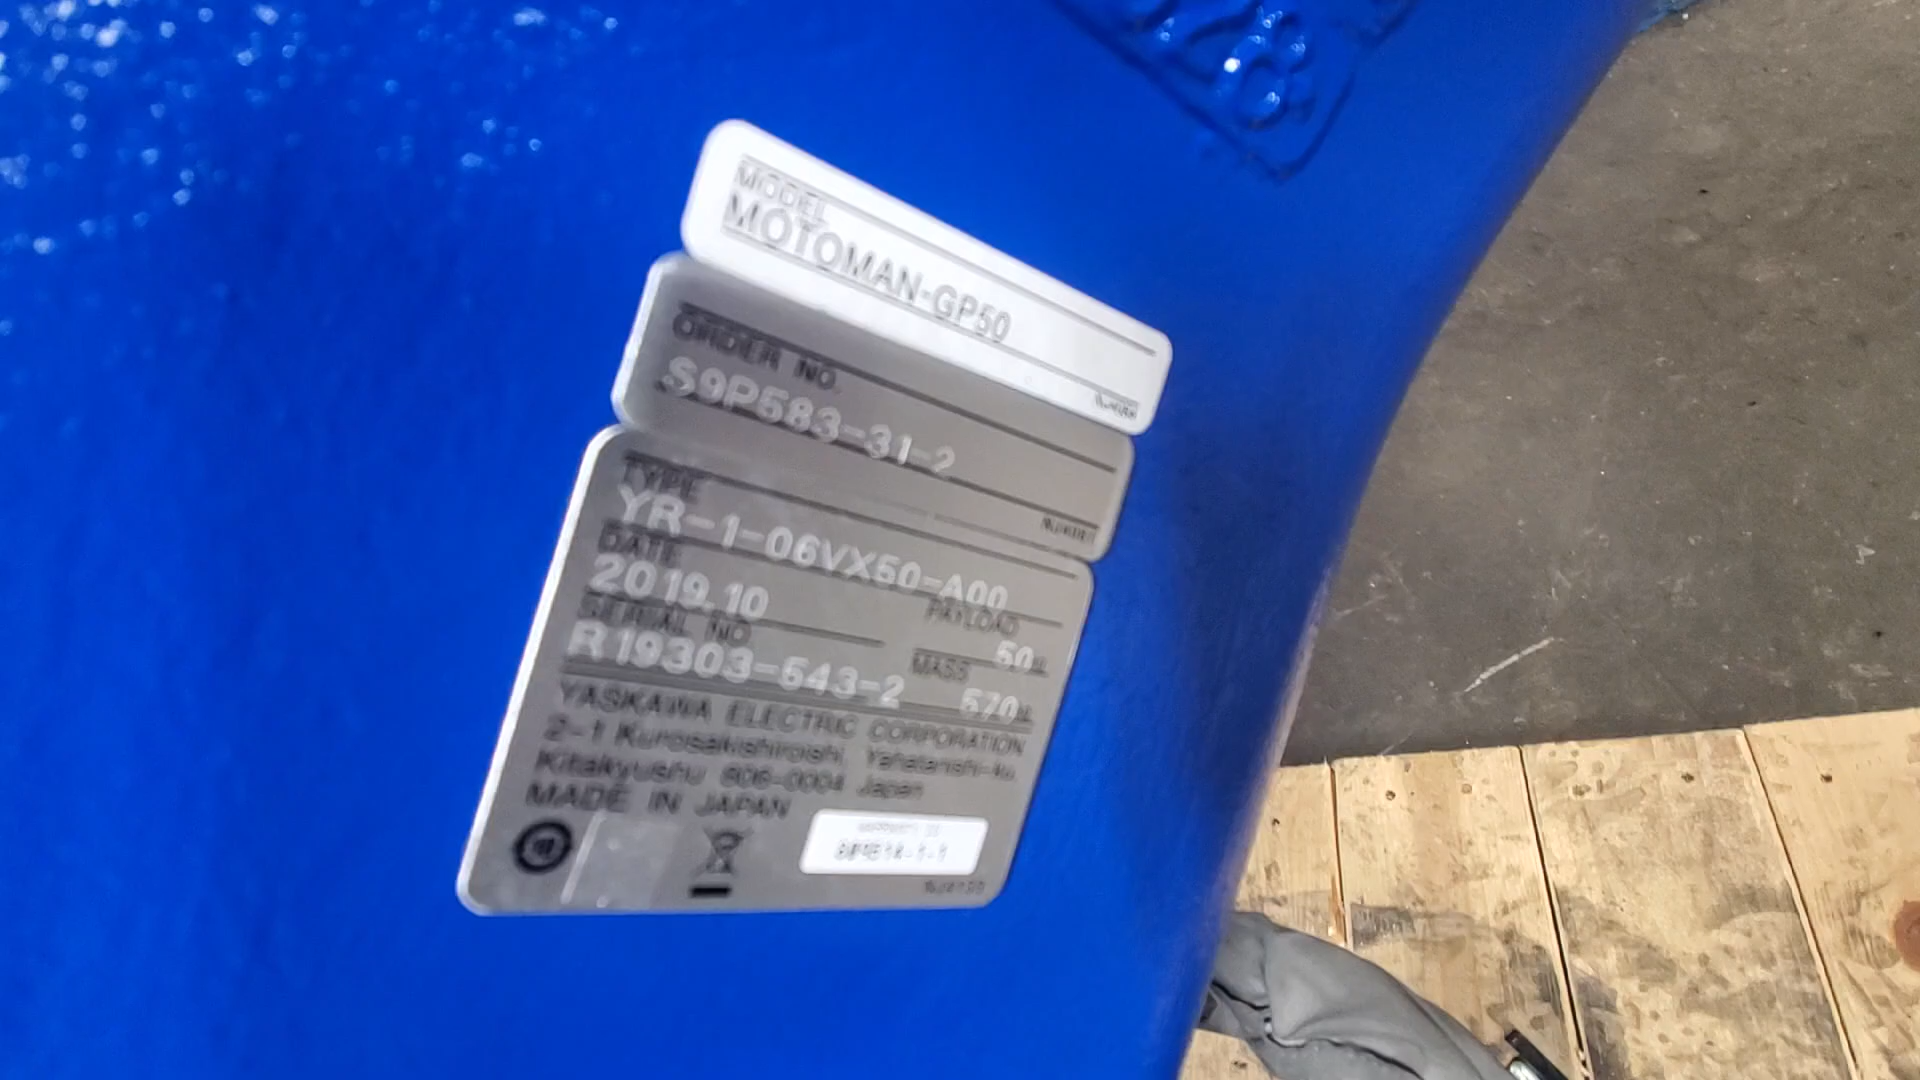 MODEL
MOTOMAN-GP50
ORDER NO.
S9P583-31-2
TYPE
YR-1-06VX50-A00
DATE
2019.10
PAYLOAD
50
SERIAL NO.
R19303-543-2
MASS
570
YASKAWA ELECTRIC CORPORATION
2-1 Kurosakishiroishi, Yahatanishi-ku,
Kitakyushu 806-0004 Japan
MADE IN JAPAN